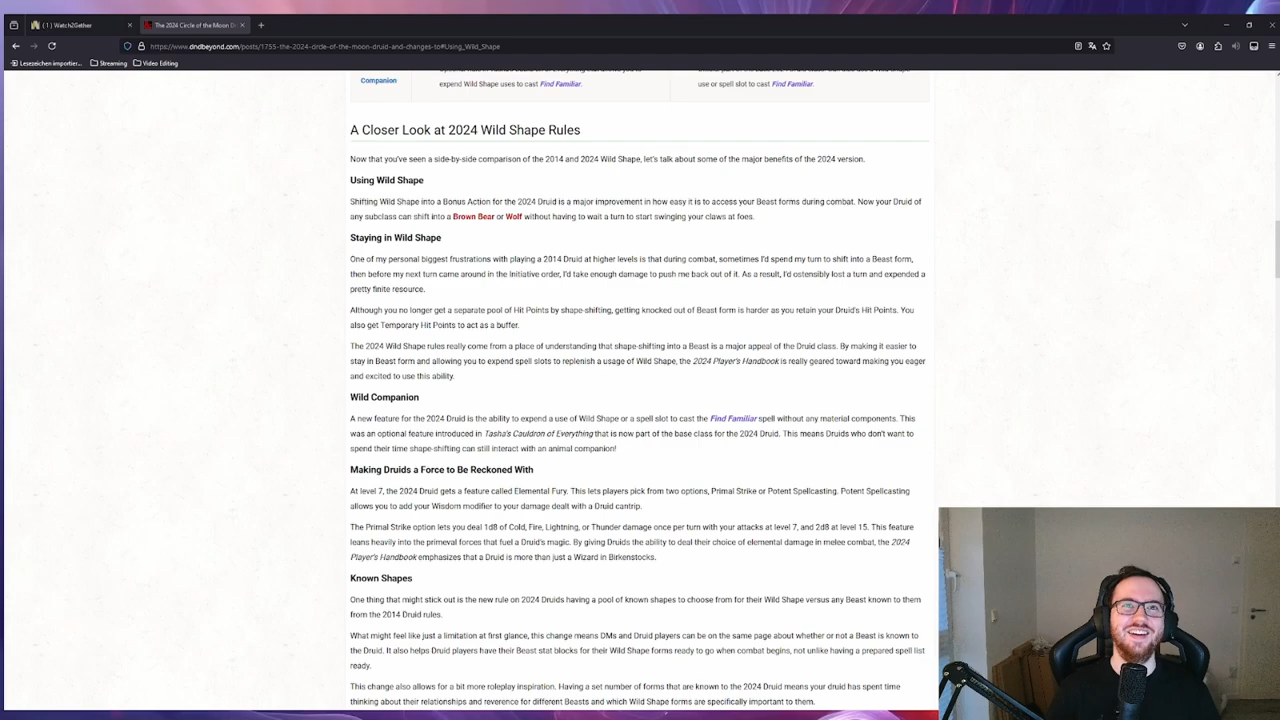 ( 1 ) Watch2Gether
The 2024 Circle of the Moon D
https://www.dndbeyond.com/posts/1755-the-2024-circle-of-the-moon-druid-and-changes-to#Using_Wild_Shape
Lesezeichen importier...
Streaming
Video Editing
Companion
expend Wild Shape uses to cast Find Familiar.
use or spell slot to cast Find Familiar.
A Closer Look at 2024 Wild Shape Rules
Now that you've seen a side-by-side comparison of the 2014 and 2024 Wild Shape, let's talk about some of the major benefits of the 2024 version.
Using Wild Shape
Shifting Wild Shape into a Bonus Action for the 2024 Druid is a major improvement in how easy it is to access your Beast forms during combat. Now your Druid of
any subclass can shift into a Brown Bear or Wolf without having to wait a turn to start swinging your claws at foes.
Staying in Wild Shape
One of my personal biggest frustrations with playing a 2014 Druid at higher levels is that during combat, sometimes I'd spend my turn to shift into a Beast form,
then before my next turn came around in the Initiative order, I'd take enough damage to push me back out of it. As a result, I'd ostensibly lost a turn and expended a
pretty finite resource.
Although you no longer get a separate pool of Hit Points by shape-shifting, getting knocked out of Beast form is harder as you retain your Druid's Hit Points. You
also get Temporary Hit Points to act as a buffer.
The 2024 Wild Shape rules really come from a place of understanding that shape-shifting into a Beast is a major appeal of the Druid class. By making it easier to
stay in Beast form and allowing you to expend spell slots to replenish a usage of Wild Shape, the 2024 Player's Handbook is really geared toward making you eager
and excited to use this ability.
Wild Companion
A new feature for the 2024 Druid is the ability to expend a use of Wild Shape or a spell slot to cast the Find Familiar spell without any material components. This
was an optional feature introduced in Tasha's Cauldron of Everything that is now part of the base class for the 2024 Druid. This means Druids who don't want to
spend their time shape-shifting can still interact with an animal companion!
Making Druids a Force to Be Reckoned With
At level 7, the 2024 Druid gets a feature called Elemental Fury. This lets players pick from two options, Primal Strike or Potent Spellcasting. Potent Spellcasting
allows you to add your Wisdom modifier to your damage dealt with a Druid cantrip.
The Primal Strike option lets you deal 1d8 of Cold, Fire, Lightning, or Thunder damage once per turn with your attacks at level 7, and 2d8 at level 15. This feature
leans heavily into the primeval forces that fuel a Druid's magic. By giving Druids the ability to deal their choice of elemental damage in melee combat, the 2024
Player's Handbook emphasizes that a Druid is more than just a Wizard in Birkenstocks.
Known Shapes
One thing that might stick out is the new rule on 2024 Druids having a pool of known shapes to choose from for their Wild Shape versus any Beast known to them
from the 2014 Druid rules.
What might feel like just a limitation at first glance, this change means DMs and Druid players can be on the same page about whether or not a Beast is known to
the Druid. It also helps Druid players have their Beast stat blocks for their Wild Shape forms ready to go when combat begins, not unlike having a prepared spell list
ready.
This change also allows for a bit more roleplay inspiration. Having a set number of forms that are known to the 2024 Druid means your druid has spent time
thinking about their relationships and reverence for different Beasts and which Wild Shape forms are specifically important to them.